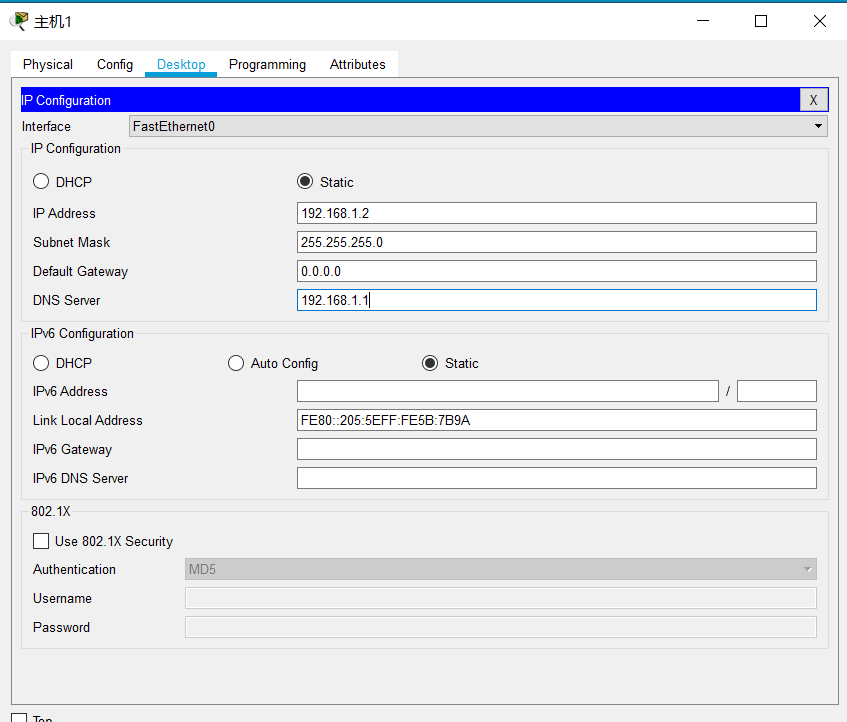 主机1
Physical Config Desktop Programming Attributes
IP Configuration X
Interface FastEthernet0
IP Configuration
DHCP Static
IP Address 192.168.1.2
Subnet Mask 255.255.255.0
Default Gateway 0.0.0.0
DNS Server 192.168.1.1
IPv6 Configuration
DHCP Auto Config Static
IPv6 Address /
Link Local Address FE80::205:5EFF:FE5B:7B9A
IPv6 Gateway
IPv6 DNS Server
802.1X
Use 802.1X Security
Authentication MD5
Username
Password
Top